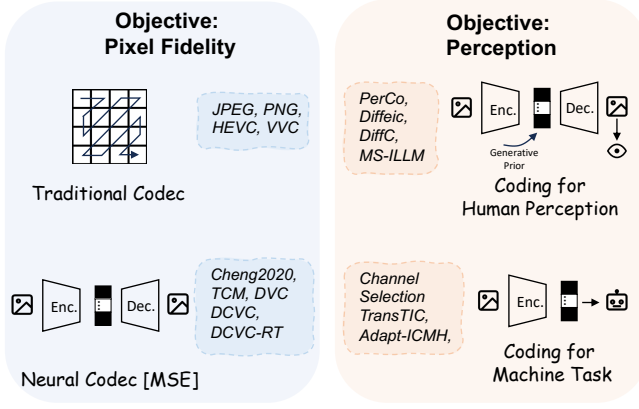 Objective:
Pixel Fidelity
JPEG, PNG,
HEVC, VVC
Traditional Codec
Enc.
Dec.
Cheng2020,
TCM, DVC
DCVC,
DCVC-RT
Neural Codec [MSE]
Objective:
Perception
PerCo,
Diffeic,
DiffC,
MS-ILLM
Enc.
Dec.
Generative
Prior
Coding for
Human Perception
Channel
Selection
TransTIC,
Adapt-ICMH,
Enc.
Coding for
Machine Task